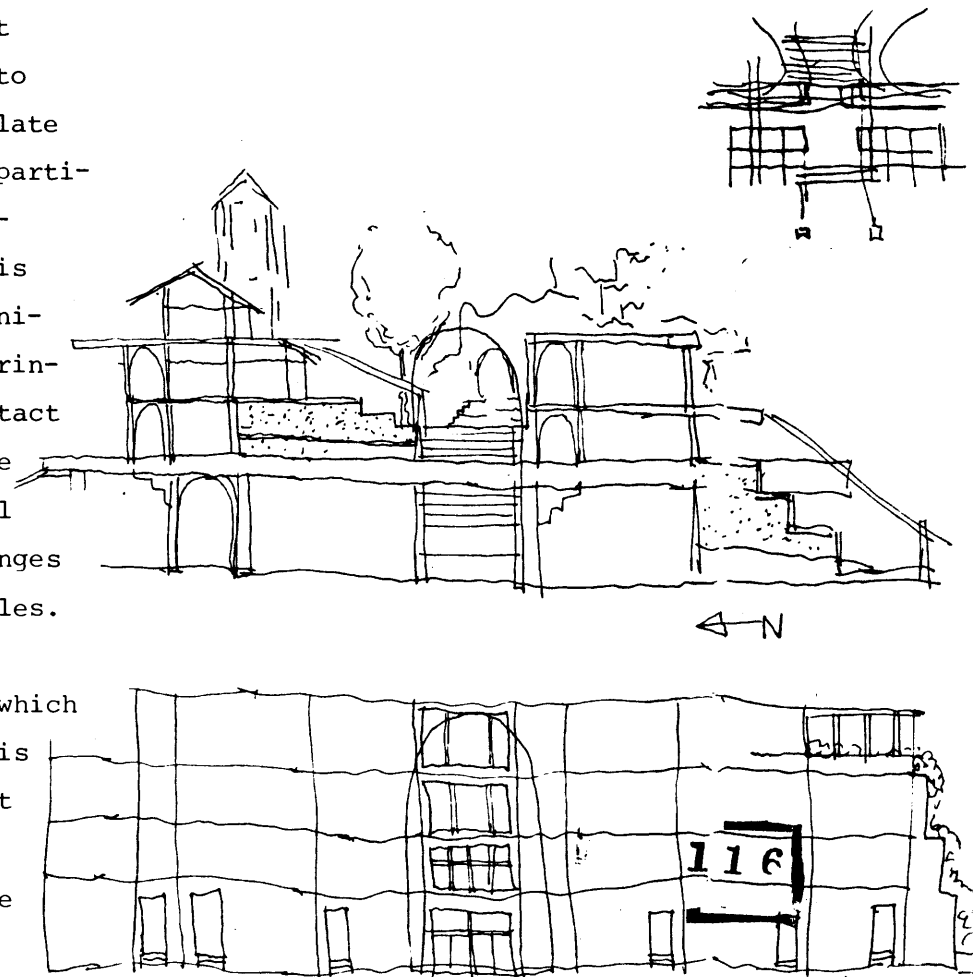 t
to
late
parti-
-
is
ni-
rin-
tact
e
l
nges
les.
N
which
is
t
116
e